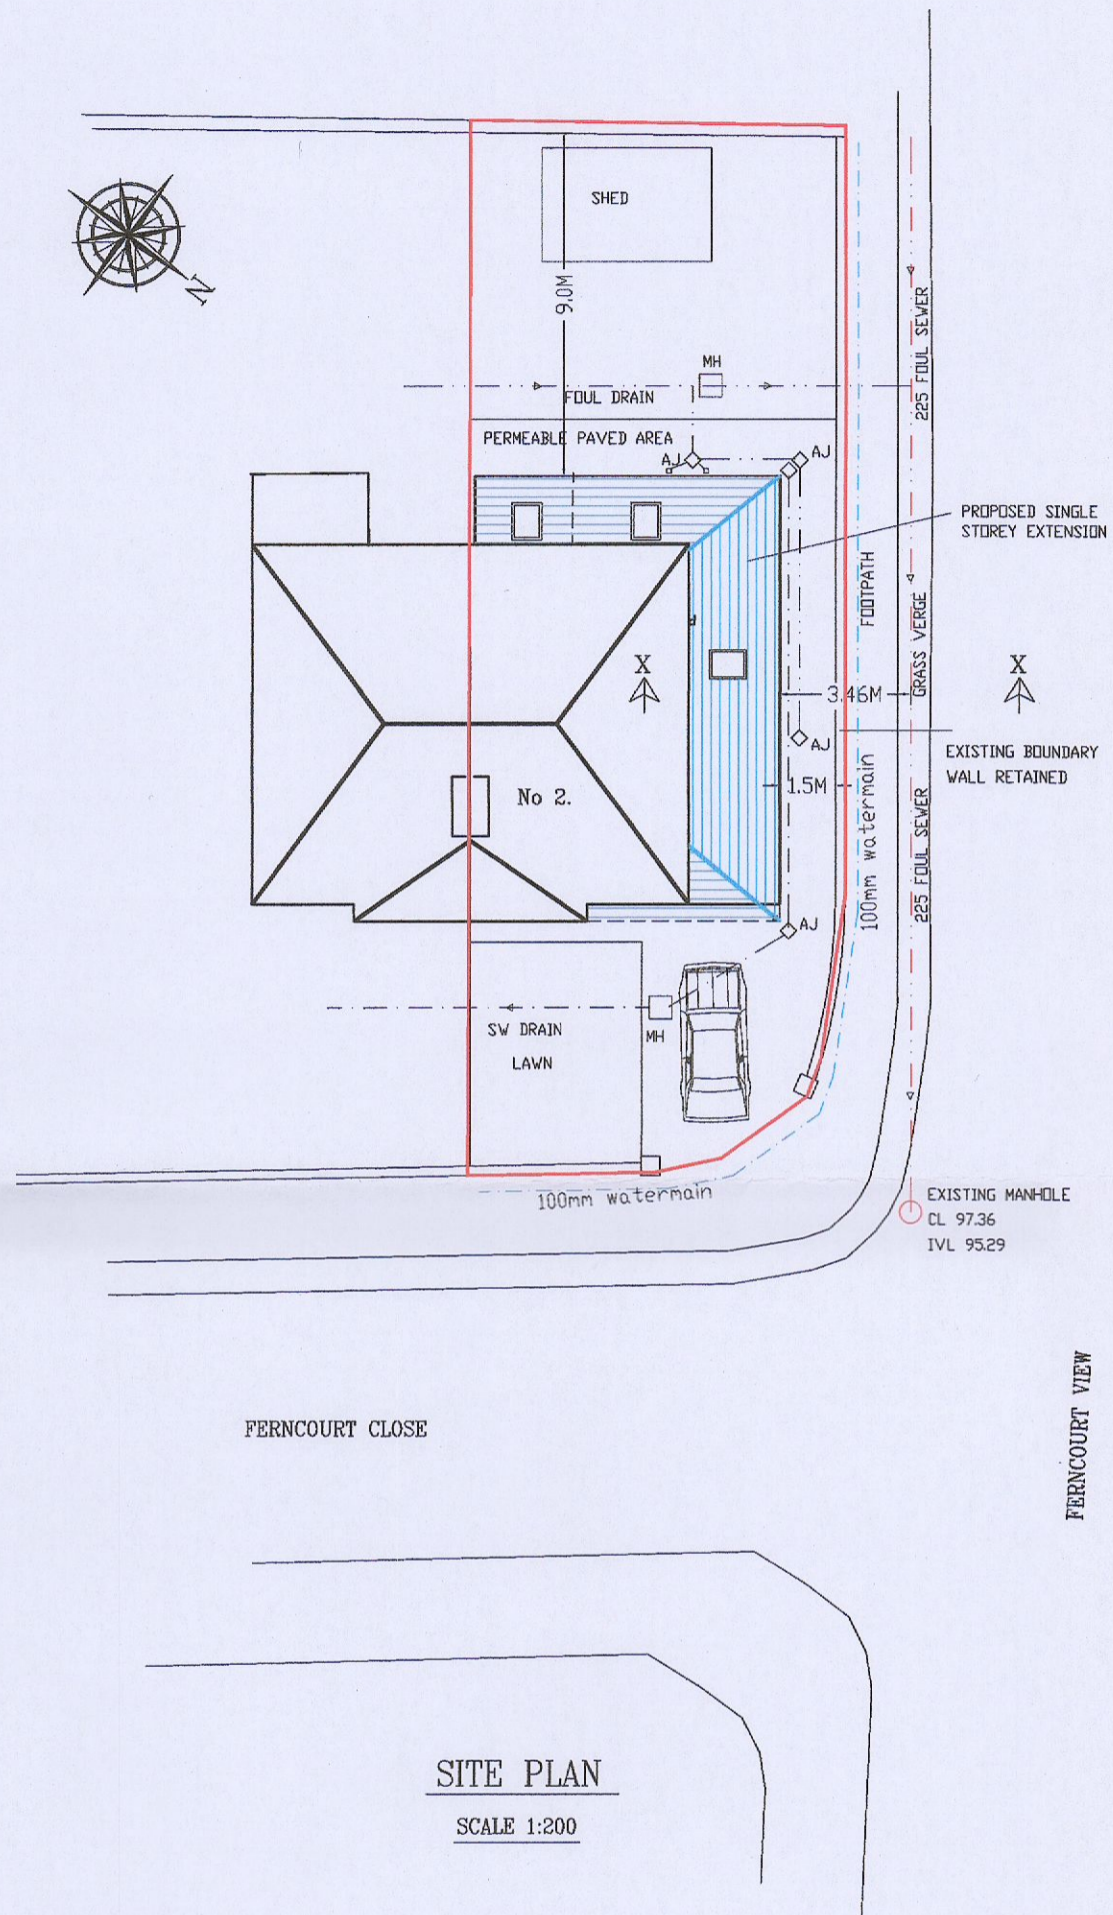 SHED
N
9.0M
225 FOUL SEWER
MH
FOUL DRAIN
PERMEABLE PAVED AREA
AJ
AJ
PROPOSED SINGLE
STOREY EXTENSION
FOOTPATH
GRASS VERGE
X
X
3.46M
AJ
EXISTING BOUNDARY
WALL RETAINED
1.5M
No 2.
100mm watermain
225 FOUL SEWER
AJ
SW DRAIN
MH
LAWN
100mm watermain
EXISTING MANHOLE
CL 97.36
IVL 95.29
FERNCOURT VIEW
FERNCOURT CLOSE
SITE PLAN
SCALE 1:200